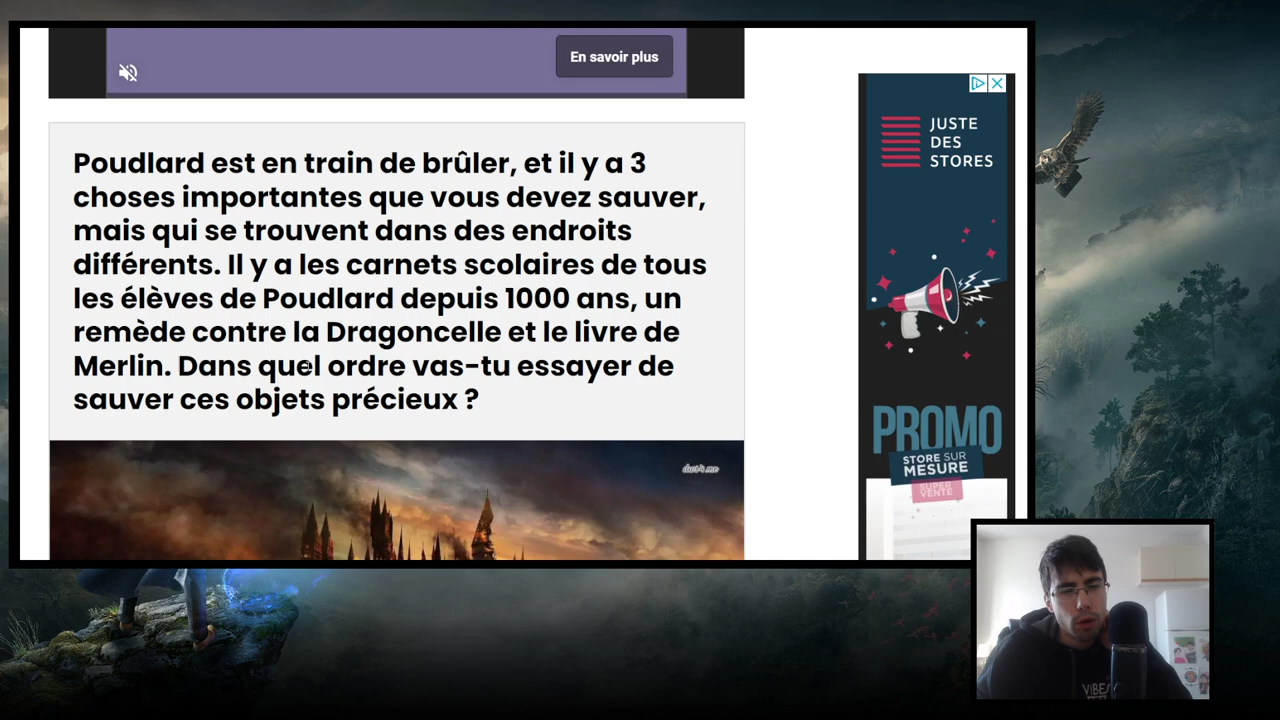 En savoir plus
Poudlard est en train de brûler, et il y a 3
choses importantes que vous devez sauver,
mais qui se trouvent dans des endroits
différents. Il y a les carnets scolaires de tous
les élèves de Poudlard depuis 1000 ans, un
remède contre la Dragoncelle et le livre de
Merlin. Dans quel ordre vas-tu essayer de
sauver ces objets précieux ?
JUSTE
DES
STORES
PROMO
STORE SUR
MESURE
SUPER
VENTE
VIBES